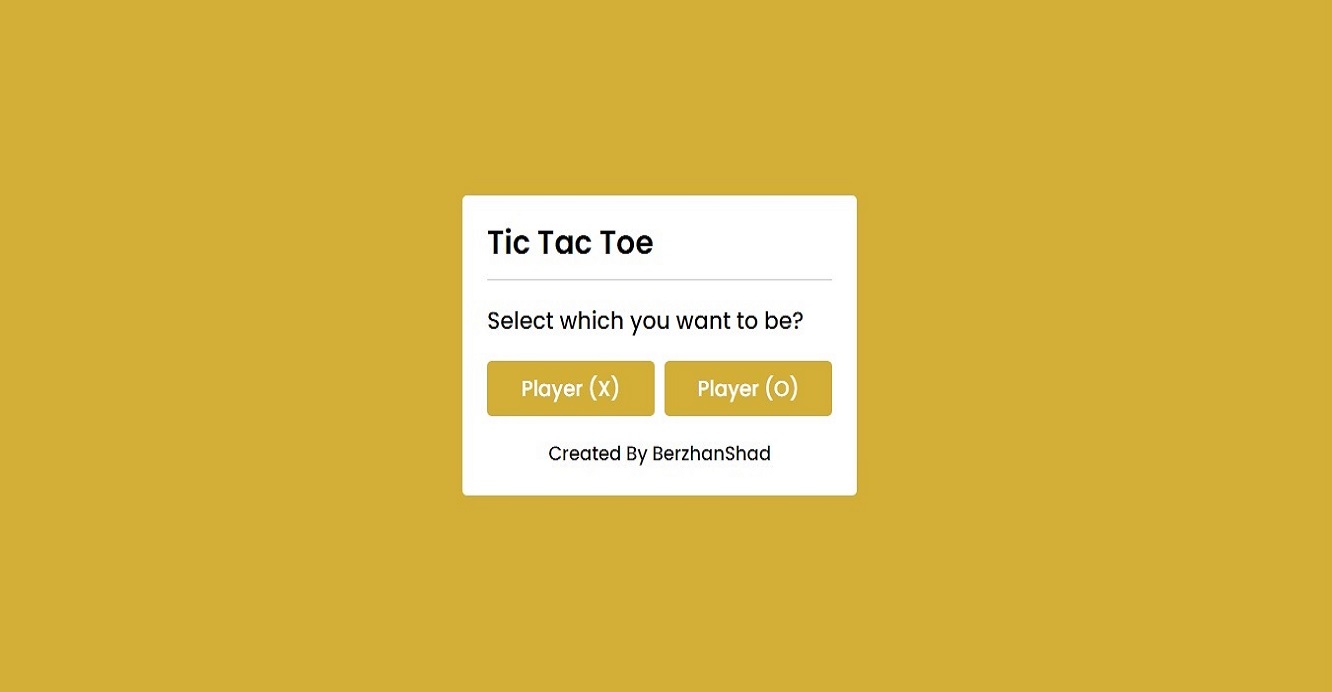 Tic Tac Toe
Select which you want to be?
Player (X) Player (O)
Created By BerzhanShad